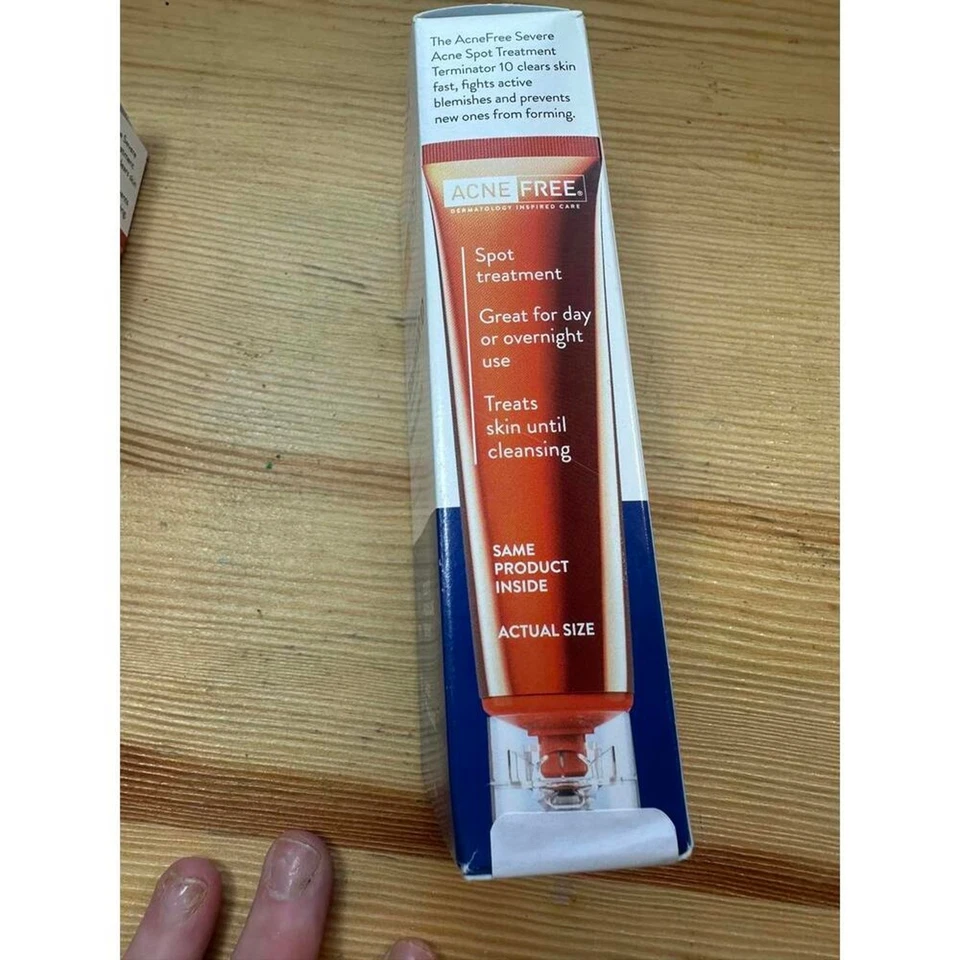 The AcneFree Severe
Acne Spot Treatment
Terminator 10 clears skin
fast, fights active
blemishes and prevents
new ones from forming.
ACNE FREE®
DERMATOLOGY INSPIRED CARE
Spot
treatment
Great for day
or overnight
use
Treats
skin until
cleansing
SAME
PRODUCT
INSIDE
ACTUAL SIZE